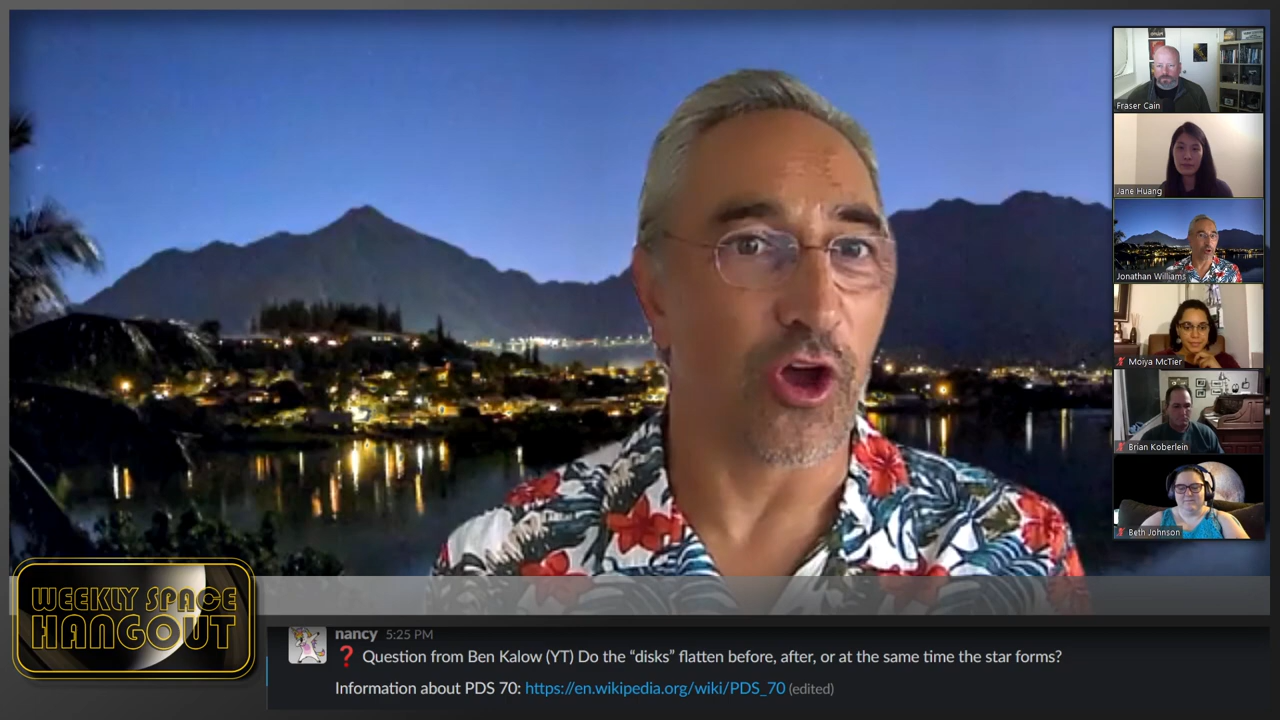 Fraser Cain
Jane Huang
Jonathan Williams
Moiya McTier
Brian Koberlein
Beth Johnson
WEEKLY SPACE
HANGOUT
nancy 5:25 PM
❓ Question from Ben Kalow (YT) Do the “disks” flatten before, after, or at the same time the star forms?
Information about PDS 70: https://en.wikipedia.org/wiki/PDS_70 (edited)